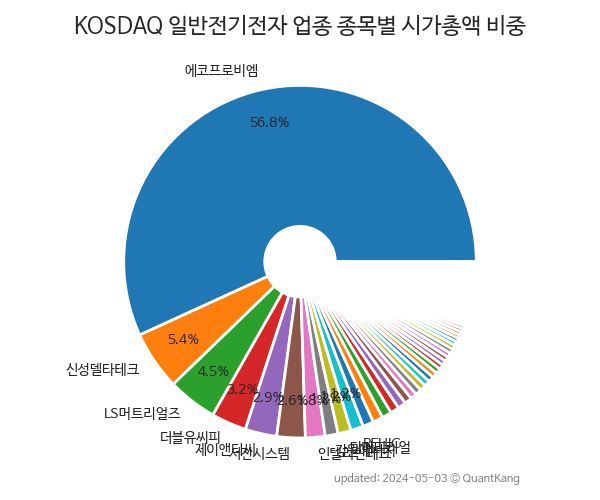 KOSDAQ 일반전기전자 업종 종목별 시가총액 비중
에코프로비엠
56.8%
신성델타테크
5.4%
LS머트리얼즈
4.5%
더블유씨피
3.2%
제이앤티씨
2.9%
서진시스템
2.6%
1.2%
RFHIC
updated: 2024-05-03 © QuantKang